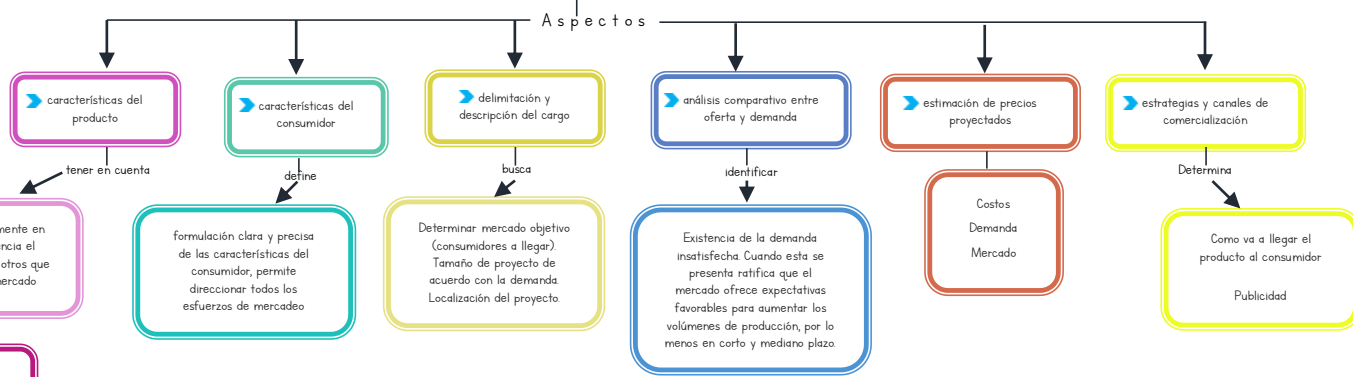 Aspectos
características del
producto
características del
consumidor
delimitación y
descripción del cargo
análisis comparativo entre
oferta y demanda
estimación de precios
proyectados
estrategias y canales de
comercialización
tener en cuenta
define
busca
identificar
Determina
mente en
ncia el
otros que
mercado
formulación clara y precisa
de las características del
consumidor, permite
direccionar todos los
esfuerzos de mercadeo
Determinar mercado objetivo
(consumidores a llegar).
Tamaño de proyecto de
acuerdo con la demanda.
Localización del proyecto.
Existencia de la demanda
insatisfecha. Cuando esta se
presenta ratifica que el
mercado ofrece expectativas
favorables para aumentar los
volúmenes de producción, por lo
menos en corto y mediano plazo.
Costos
Demanda
Mercado
Como va a llegar el
producto al consumidor
Publicidad